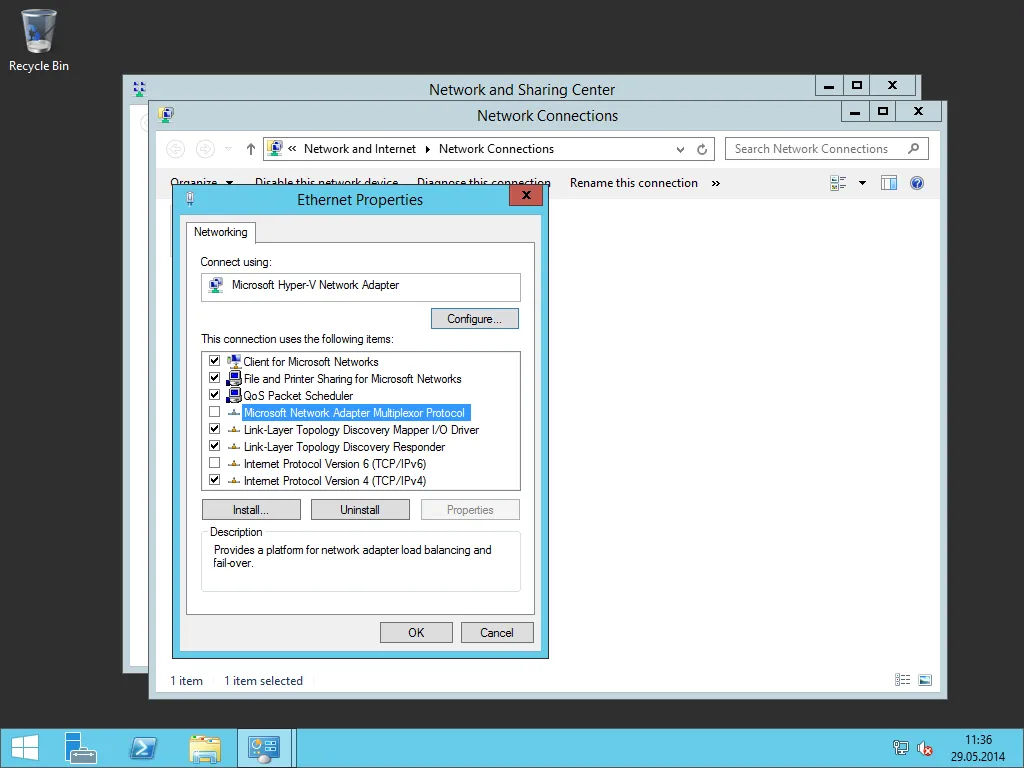 Recycle Bin
Network and Sharing Center
Network Connections
« Network and Internet Network Connections
Search Network Connections
Organize Disable this network device Diagnose this connection Rename this connection »
Ethernet Properties
Networking
Connect using:
Microsoft Hyper-V Network Adapter
Configure...
This connection uses the following items:
Client for Microsoft Networks
File and Printer Sharing for Microsoft Networks
QoS Packet Scheduler
Microsoft Network Adapter Multiplexor Protocol
Link-Layer Topology Discovery Mapper I/O Driver
Link-Layer Topology Discovery Responder
Internet Protocol Version 6 (TCP/IPv6)
Internet Protocol Version 4 (TCP/IPv4)
Install... Uninstall Properties
Description
Provides a platform for network adapter load balancing and
fail-over.
OK Cancel
1 item 1 item selected
11:36
29.05.2014